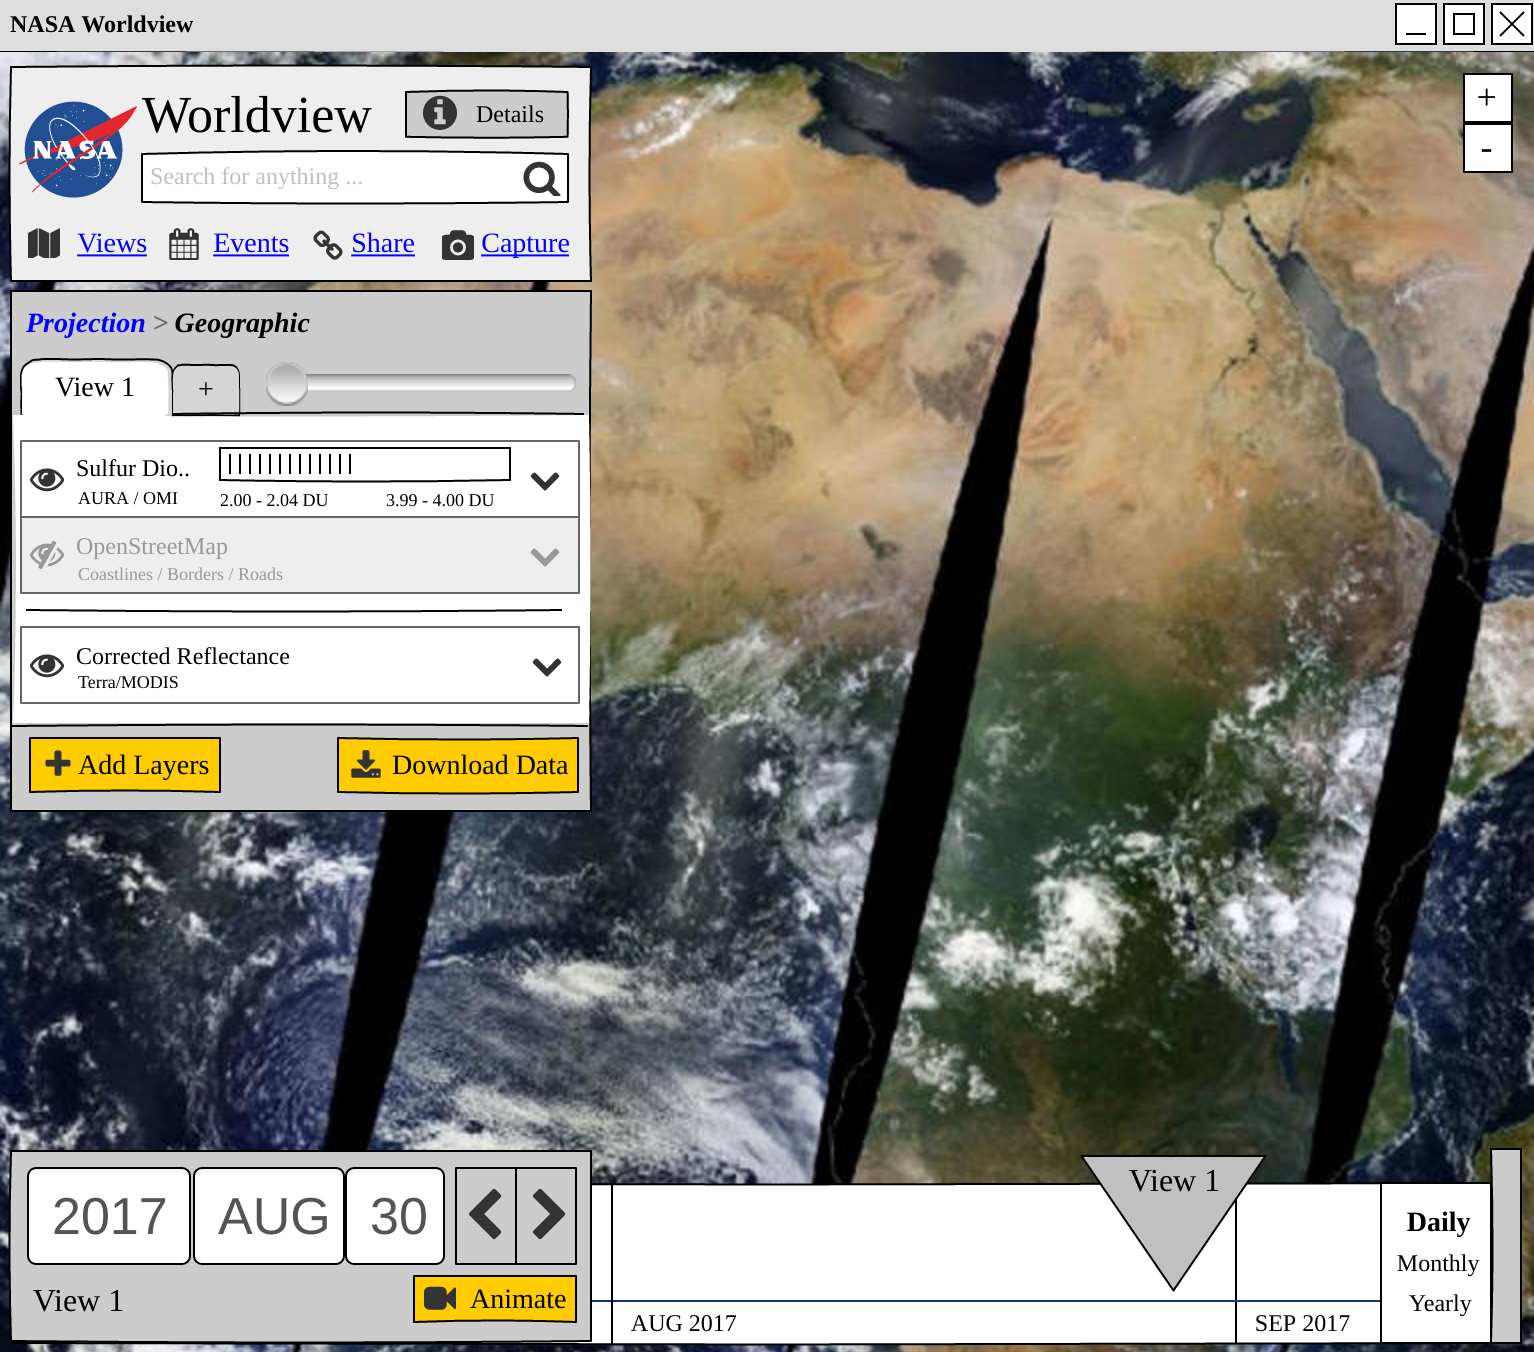 NASA Worldview
+
-
NASA
Worldview
Details
Search for anything ...
Views
Events
Share
Capture
Projection > Geographic
View 1
+
Sulfur Dio..
AURA / OMI
2.00 - 2.04 DU
3.99 - 4.00 DU
OpenStreetMap
Coastlines / Borders / Roads
Corrected Reflectance
Terra/MODIS
Add Layers
Download Data
2017
AUG
30
View 1
Animate
View 1
AUG 2017
SEP 2017
Daily
Monthly
Yearly